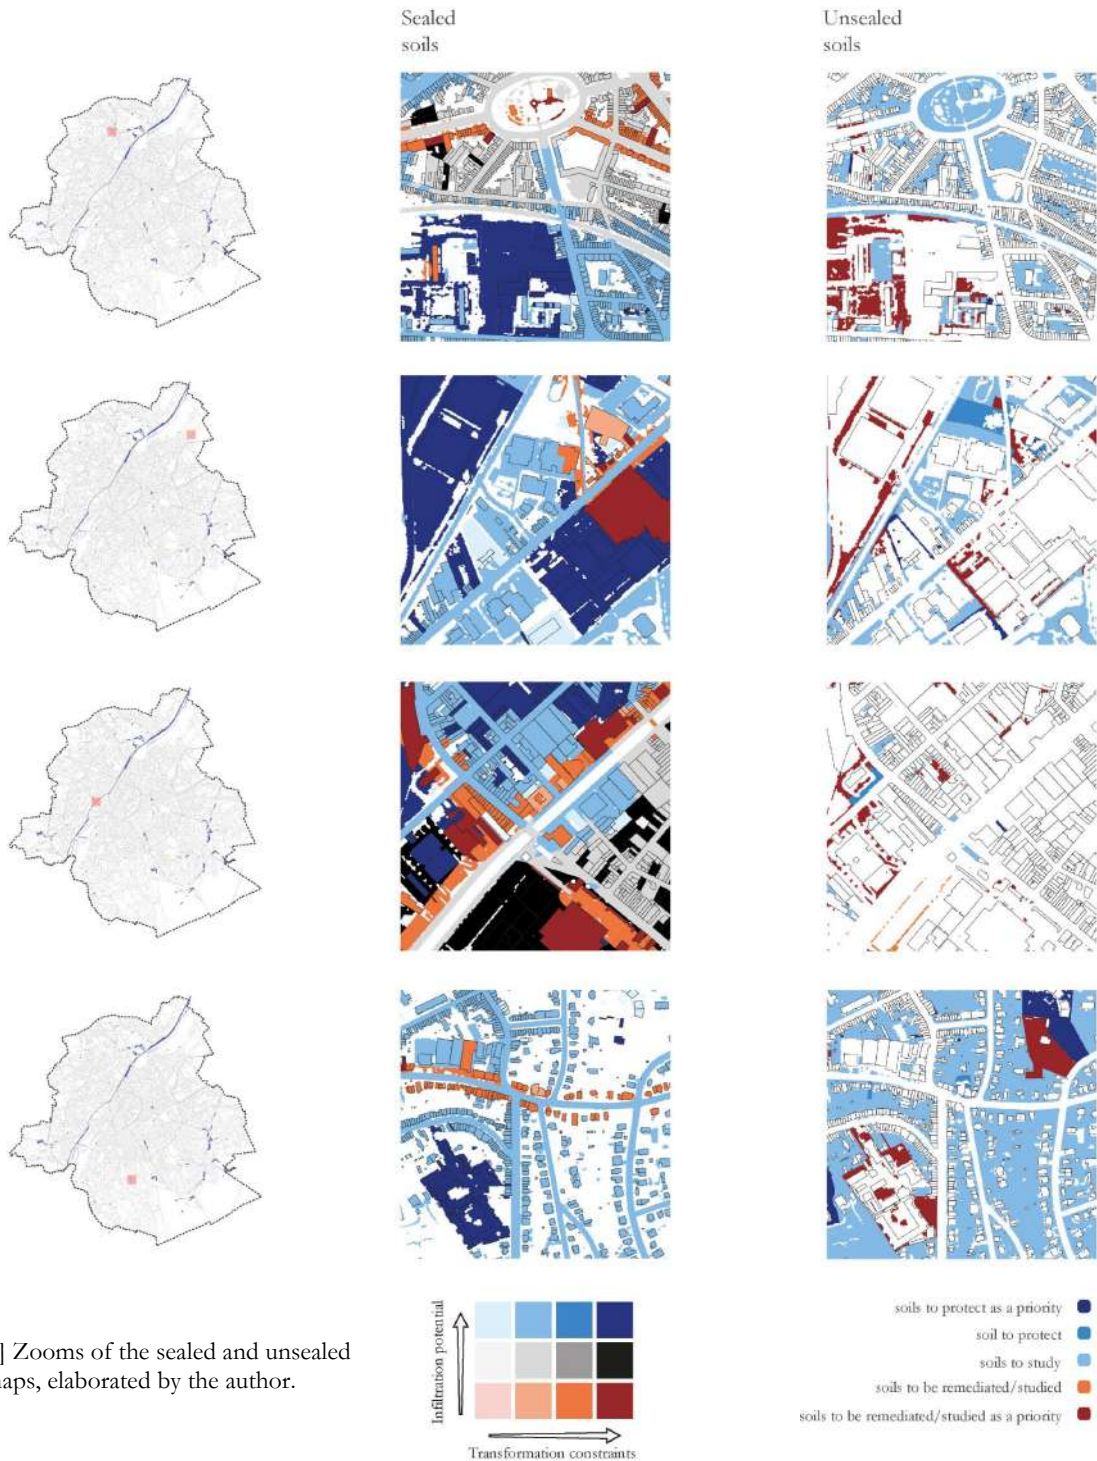 Sealed
soils
Unsealed
soils
Infiltration potential
Transformation constraints
soils to protect as a priority
soil to protect
soils to study
soils to be remediated/studied
soils to be remediated/studied as a priority
] Zooms of the sealed and unsealed
elaborated by the author.